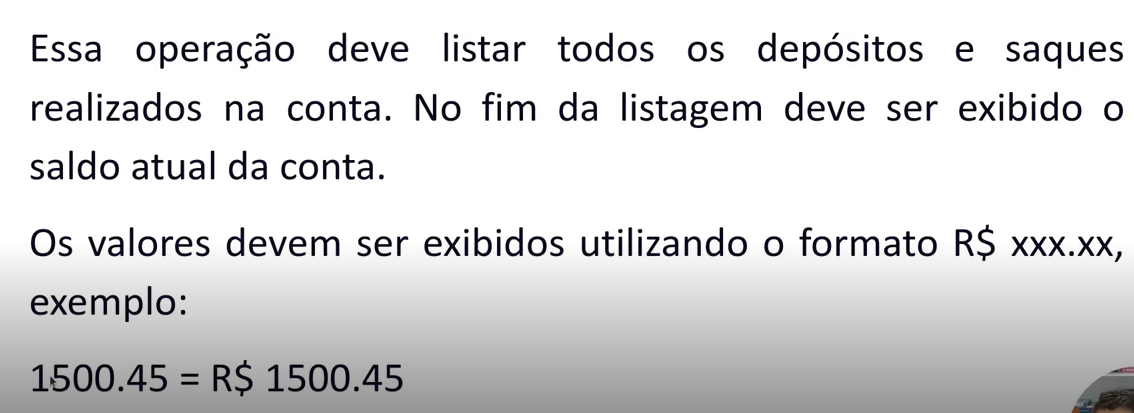 Essa operação deve listar todos os depósitos e saques
realizados na conta. No fim da listagem deve ser exibido o
saldo atual da conta.
Os valores devem ser exibidos utilizando o formato R$ xxx.xx,
exemplo:
1500.45 = R$ 1500.45